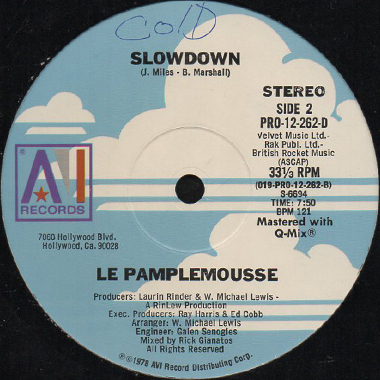 Cold
SLOWDOWN
(J. Miles - B. Marshall)
STEREO
SIDE 2
PRO-12-262-D
Velvet Music Ltd.-
Rak Publ. Ltd.-
British Rocket Music
(ASCAP)
33⅓ RPM
(019-PRO-12-262-B)
S-6694
TIME: 7:50
BPM 121
Mastered with
Q-Mix®
AVI
RECORDS
7060 Hollywood Blvd.
Hollywood, Ca. 90028
LE PAMPLEMOUSSE
Producers: Laurin Rinder & W. Michael Lewis -
A RinLew Production
Exec. Producers: Ray Harris & Ed Cobb
Arranger: W. Michael Lewis
Engineer: Galen Senogles
Mixed by Rick Gianatos
All Rights Reserved
℗©1978 AVI Record Distributing Corp.